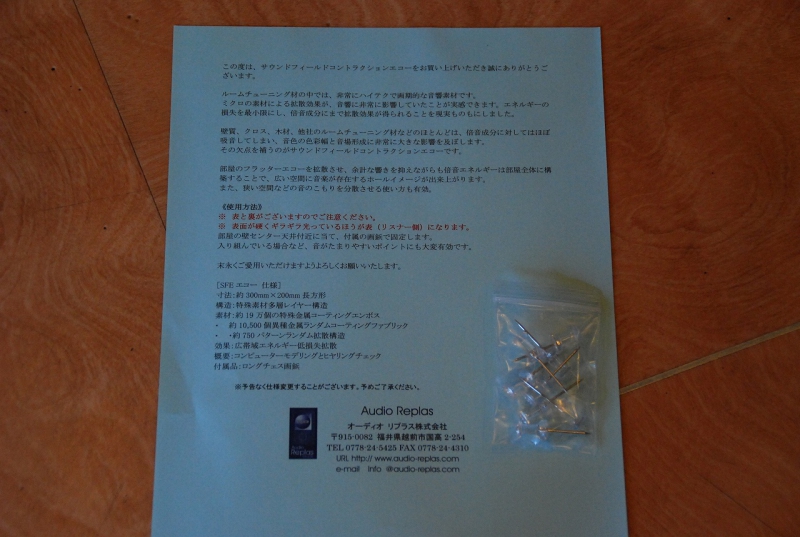 この度は、サウンドフィールドコントラクションエコーをお買い上げいただき誠にありがとうご
ざいます。
ルームチューニング材の中では、非常にハイテクで画期的な音響素材です。
ミクロの素材による拡散効果が、音響に非常に影響していたことが実感できます。エネルギーの
損失を最小限にし、倍音成分にまで拡散効果が得られることを現実ものもにしました。
壁質、クロス、木材、他社のルームチューニング材などのほとんどは、倍音成分に対してはほぼ
吸音してしまい、音色の色彩幅と音場形成に非常に大きな影響を及ぼします。
その欠点を補うのがサウンドフィールドコントラクションエコーです。
部屋のフラッターエコーを拡散させ、余計な響きを抑えながらも倍音エネルギーは部屋全体に構
築することで、広い空間に音楽が存在するホールイメージが出来上がります。
また、狭い空間などの音のこもりを分散させる使い方も有効。
《使用方法》
※ 表と裏がございますのでご注意ください。
※ 表面が硬くギラギラ光っているほうが表（リスナー側）になります。
部屋の壁センター天井付近に当て、付属の画鋲で固定します。
入り組んでいる場合など、音がたまりやすいポイントにも大変有効です。
末永くご愛用いただけますようよろしくお願いいたします。
[SFEエコー 仕様]
寸法：約300mm×200mm 長方形
構造：特殊素材多層レイヤー構造
素材：約19万個の特殊金属コーティングエンボス
・ 約10,500個異種金属ランダムコーティングファブリック
・ ・約750パターンランダム拡散構造
効果：広帯域エネルギー低損失拡散
概要：コンピューターモデリングとヒヤリングチェック
付属品：ロングチュス画鋲
※予告なく仕様変更することがございます。予めご了承ください。
Audio Replas
オーディオ リプラス株式会社
〒915-0082 福井県越前市国高2-254
TEL 0778-24-5425 FAX 0778-24-4310
URL http:// www.audio-replas.com
e-mail info @audio-replas.com